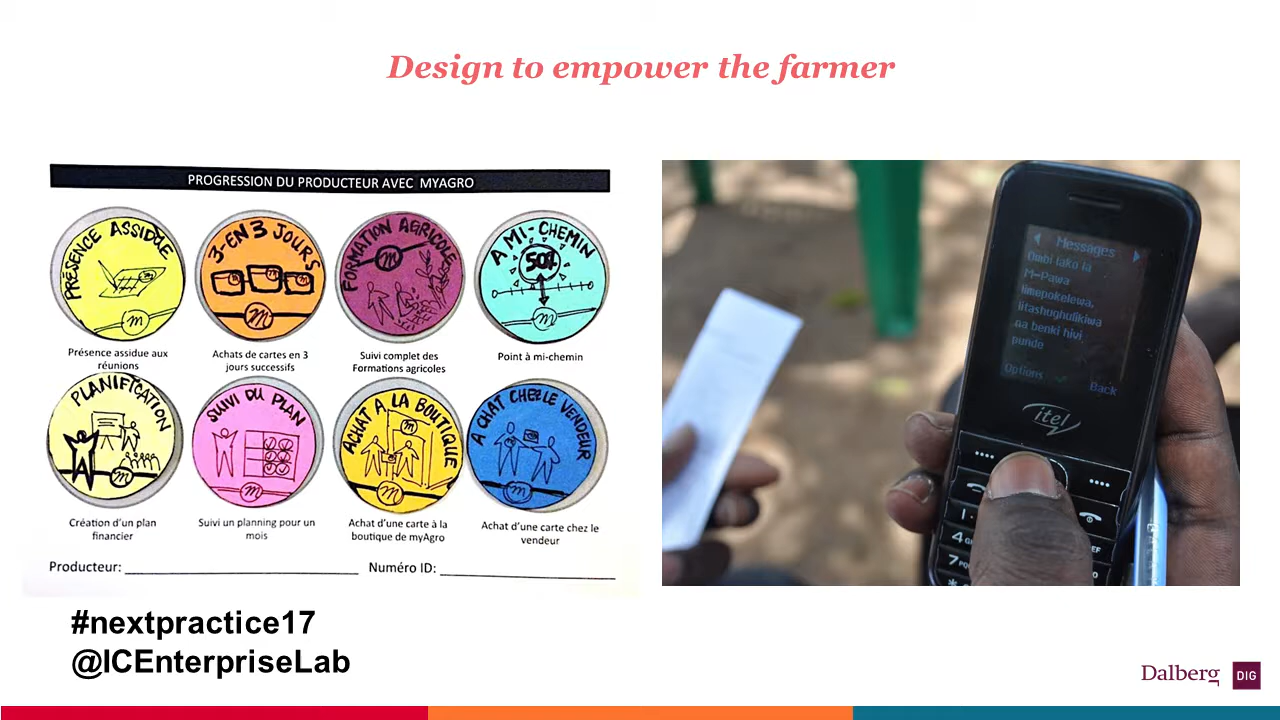 Design to empower the farmer
PROGRESSION DU PRODUCTEUR AVEC MYAGRO
PRÉSENCE ASSIDUE
3-EN 3 JOURS
FORMATION AGRICOLE
A MI-CHEMIN
50%
m
m
m
m
Présence assidue aux
réunions
Achats de cartes en 3
jours successifs
Suivi complet des
Formations agricoles
Point à mi-chemin
PLANIFICATION
SUIVI DU PLAN
ACHAT A LA BOUTIQUE
ACHAT CHEZ LE VENDEUR
m
m
m
m
Création d'un plan
financier
Suivi un planning pour un
mois
Achat d'une carte à la
boutique de myAgro
Achat d'une carte chez le
vendeur
Producteur:
Numéro ID:
Messages
Ombi lako la
M-Pawa
limepokelewa,
litashughulikiwa
na benki hivi
punde
Options
Back
itel
#nextpractice17
@ICEnterpriseLab
Dalberg
DIG